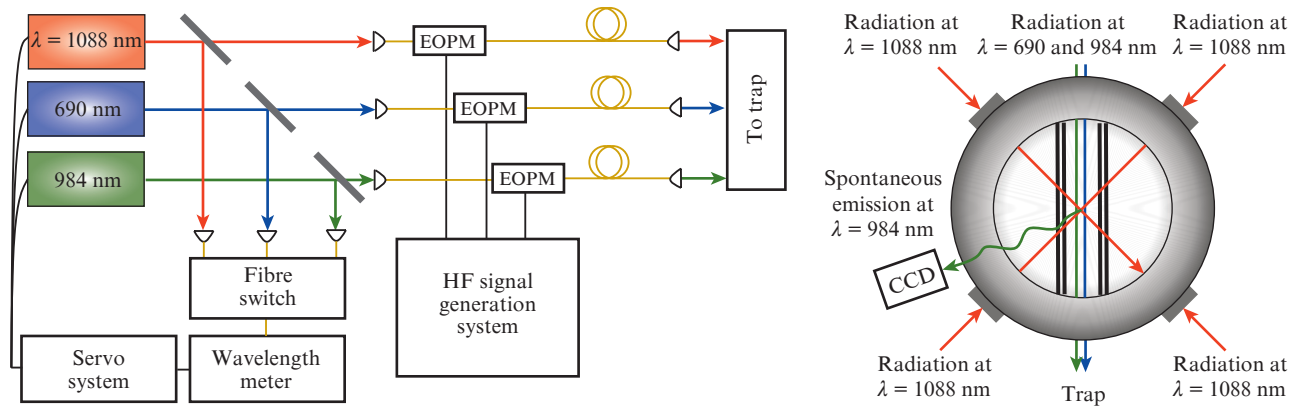 λ = 1088 nm
690 nm
984 nm
EOPM
EOPM
EOPM
To trap
Fibre
switch
HF signal
generation
system
Servo
system
Wavelength
meter
Radiation at
λ = 1088 nm
Radiation at
λ = 690 and 984 nm
Radiation at
λ = 1088 nm
Spontaneous
emission at
λ = 984 nm
CCD
Radiation at
λ = 1088 nm
Trap
Radiation at
λ = 1088 nm